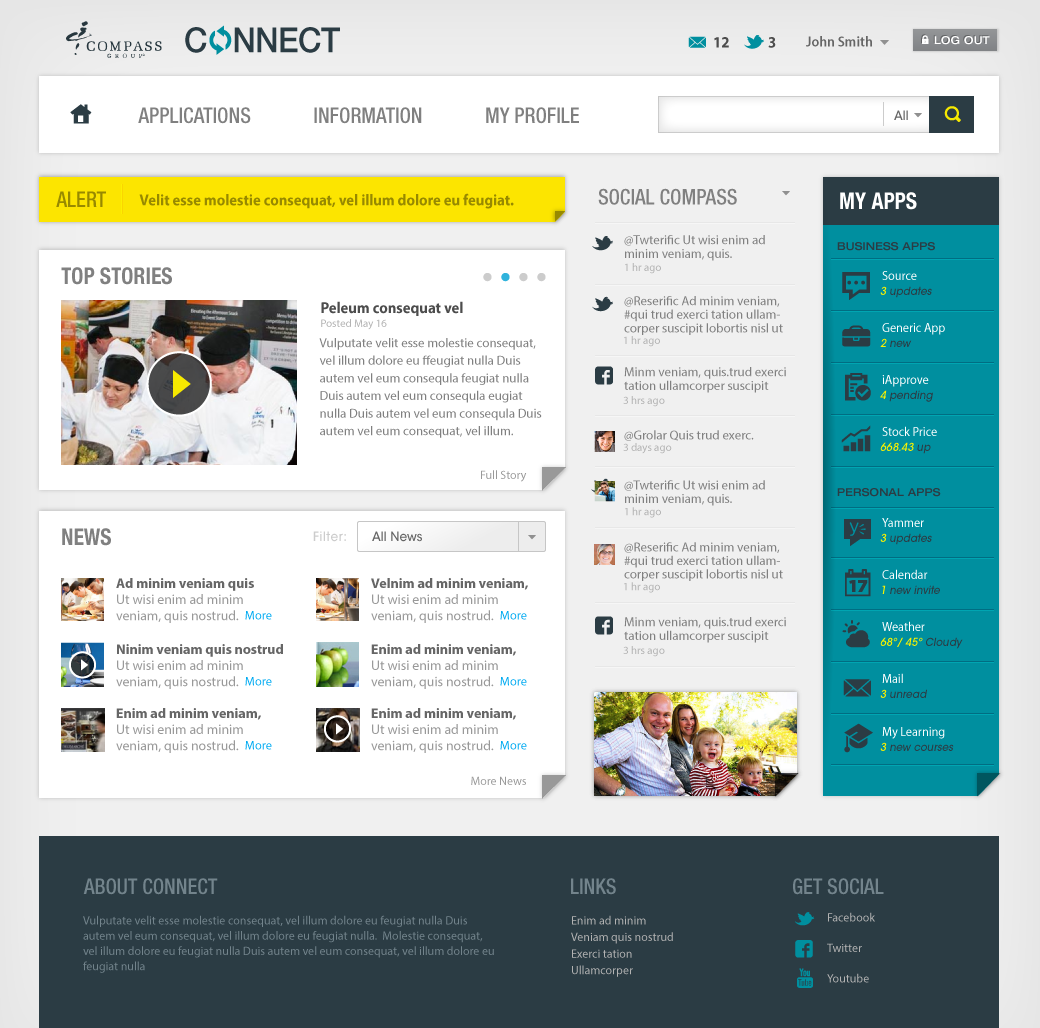 COMPASS
GROUP
CONNECT
12
3
John Smith
LOG OUT
APPLICATIONS
INFORMATION
MY PROFILE
All
ALERT
Velit esse molestie consequat, vel illum dolore eu feugiat.
TOP STORIES
Peleum consequat vel
Posted May 16
Vulputate velit esse molestie consequat,
vel illum dolore eu ffeugiat nulla Duis
autem vel eum consequla feugiat nulla
Duis autem vel eum consequla eugiat
nulla Duis autem vel eum consequla Duis
autem vel eum consequat, vel illum.
Full Story
NEWS
Filter:
All News
Ad minim veniam quis
Ut wisi enim ad minim
veniam, quis nostrud. More
Velnim ad minim veniam,
Ut wisi enim ad minim
veniam, quis nostrud. More
Ninim veniam quis nostrud
Ut wisi enim ad minim
veniam, quis nostrud. More
Enim ad minim veniam,
Ut wisi enim ad minim
veniam, quis nostrud. More
Enim ad minim veniam,
Ut wisi enim ad minim
veniam, quis nostrud. More
Enim ad minim veniam,
Ut wisi enim ad minim
veniam, quis nostrud. More
More News
SOCIAL COMPASS
@Twterific Ut wisi enim ad
minim veniam, quis.
1 hr ago
@Reserific Ad minim veniam,
#qui trud exerci tation ullam-
corper suscipit lobortis nisl ut
1 hr ago
Minm veniam, quis.trud exerci
tation ullamcorper suscipit
3 hrs ago
@Grolar Quis trud exerc.
3 days ago
@Twterific Ut wisi enim ad
minim veniam, quis.
1 hr ago
@Reserific Ad minim veniam,
#qui trud exerci tation ullam-
corper suscipit lobortis nisl ut
1 hr ago
Minm veniam, quis.trud exerci
tation ullamcorper suscipit
3 hrs ago
MY APPS
BUSINESS APPS
Source
3 updates
Generic App
2 new
iApprove
4 pending
Stock Price
668.43 up
PERSONAL APPS
Yammer
3 updates
17
Calendar
1 new invite
Weather
68°/ 45° Cloudy
Mail
3 unread
My Learning
3 new courses
ABOUT CONNECT
Vulputate velit esse molestie consequat, vel illum dolore eu feugiat nulla Duis
autem vel eum consequat, vel illum dolore eu feugiat nulla. Molestie consequat,
vel illum dolore eu feugiat nulla Duis autem vel eum consequat, vel illum dolore eu
feugiat nulla
LINKS
Enim ad minim
Veniam quis nostrud
Exerci tation
Ullamcorper
GET SOCIAL
Facebook
Twitter
You Tube
Youtube